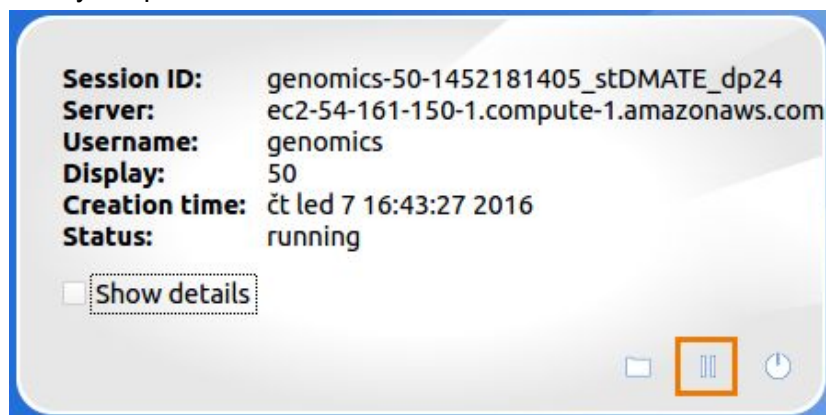 Session ID: genomics-50-1452181405_stDMATE_dp24
Server: ec2-54-161-150-1.compute-1.amazonaws.com
Username: genomics
Display: 50
Creation time: čt led 7 16:43:27 2016
Status: running
Show details